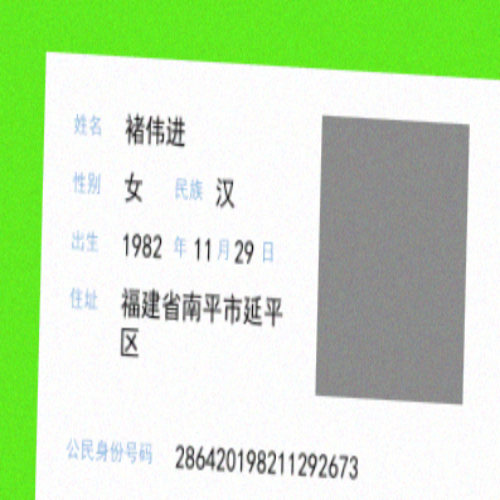 姓名 褚伟进
性别 女 民族 汉
出生 1982 年 11 月 29 日
住址 福建省南平市延平
区
公民身份号码 286420198211292673